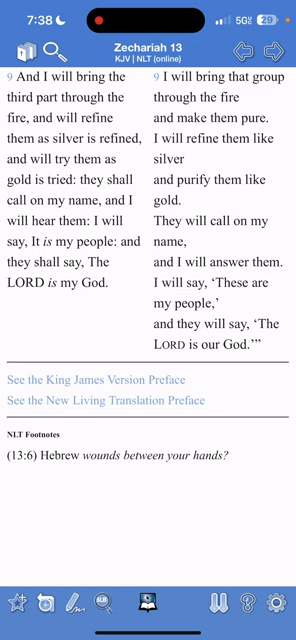 7:38
5G
29
Zechariah 13
KJV | NLT (online)
9 And I will bring the
third part through the
fire, and will refine
them as silver is refined,
and will try them as
gold is tried: they shall
call on my name, and I
will hear them: I will
say, It is my people: and
they shall say, The
LORD is my God.
9 I will bring that group
through the fire
and make them pure.
I will refine them like
silver
and purify them like
gold.
They will call on my
name,
and I will answer them.
I will say, ‘These are
my people,’
and they will say, ‘The
LORD is our God.’”
See the King James Version Preface
See the New Living Translation Preface
NLT Footnotes
(13:6) Hebrew wounds between your hands?
BLB